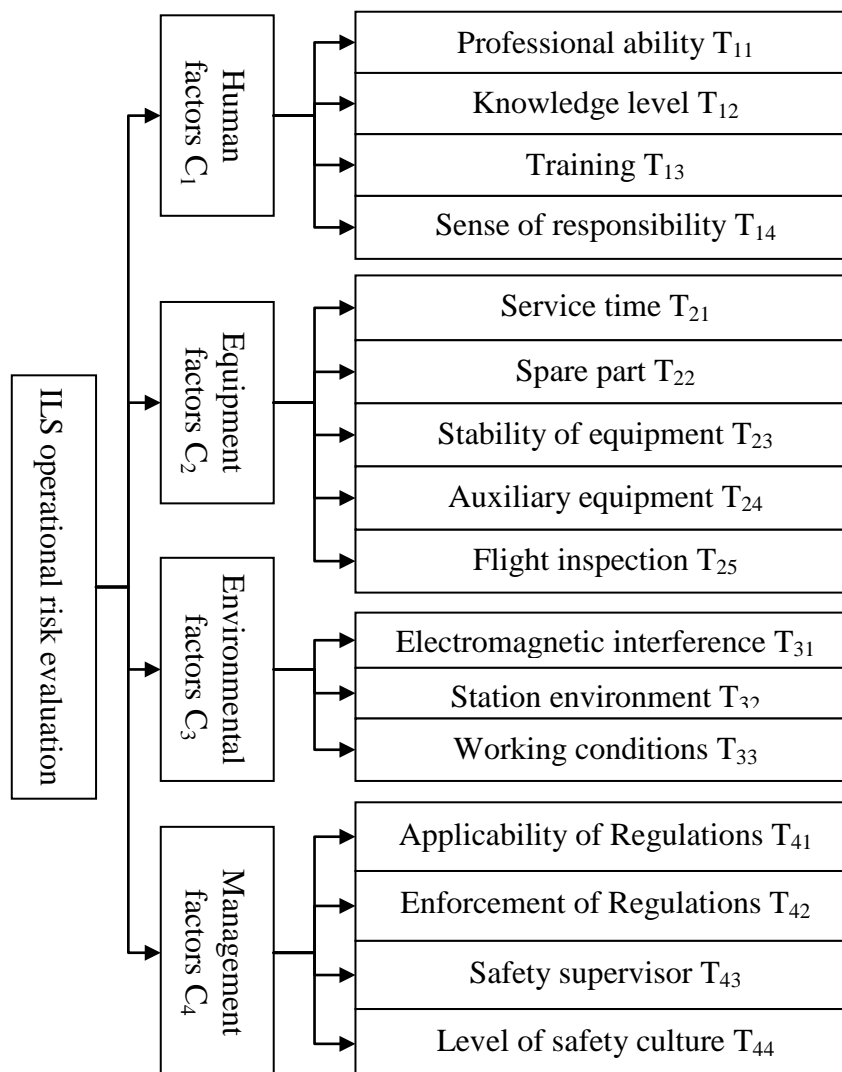 ILS operational risk evaluation
Human
factors C₁
Professional ability T₁₁
Knowledge level T₁₂
Training T₁₃
Sense of responsibility T₁₄
Equipment
factors C₂
Service time T₂₁
Spare part T₂₂
Stability of equipment T₂₃
Auxiliary equipment T₂₄
Flight inspection T₂₅
Environmental
factors C₃
Electromagnetic interference T₃₁
Station environment T₃₂
Working conditions T₃₃
Management
factors C₄
Applicability of Regulations T₄₁
Enforcement of Regulations T₄₂
Safety supervisor T₄₃
Level of safety culture T₄₄